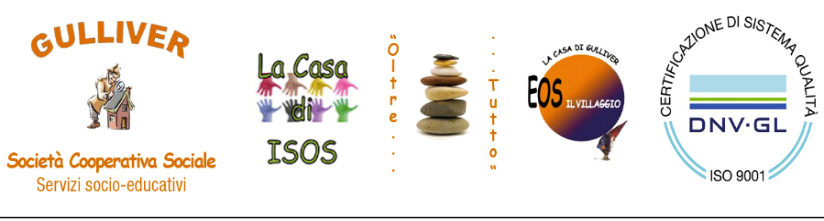 GULLIVER
Società Cooperativa Sociale
Servizi socio-educativi
La Casa
di
ISOS
"Oltre...
...Tutto"
LA CASA DI GULLIVER
EOS
IL VILLAGGIO
CERTIFICAZIONE DI SISTEMA QUALITÀ
DNV·GL
ISO 9001